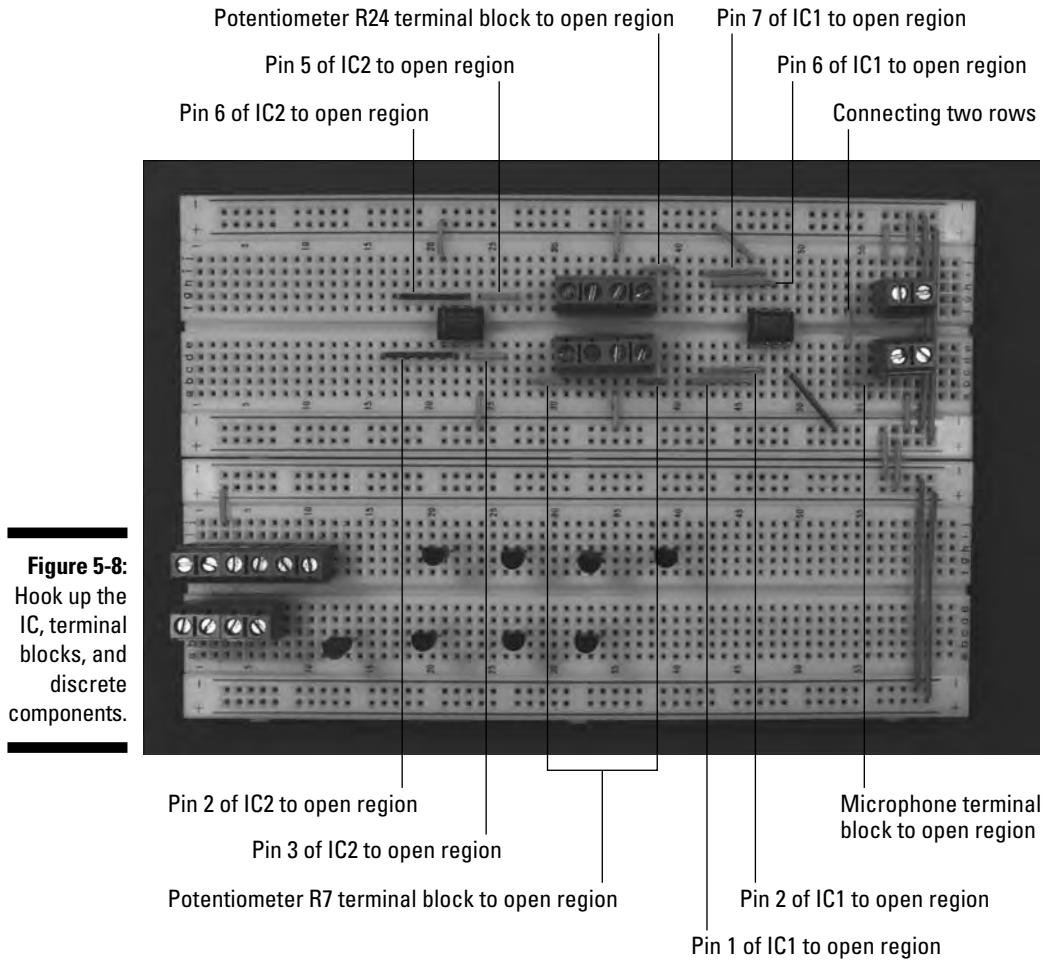 Potentiometer R24 terminal block to open region
Pin 7 of IC1 to open region
Pin 5 of IC2 to open region
Pin 6 of IC1 to open region
Pin 6 of IC2 to open region
Connecting two rows
Figure 5-8:
Hook up the
IC, terminal
blocks, and
discrete
components.
Pin 2 of IC2 to open region
Microphone terminal
block to open region
Pin 3 of IC2 to open region
Potentiometer R7 terminal block to open region
Pin 2 of IC1 to open region
Pin 1 of IC1 to open region